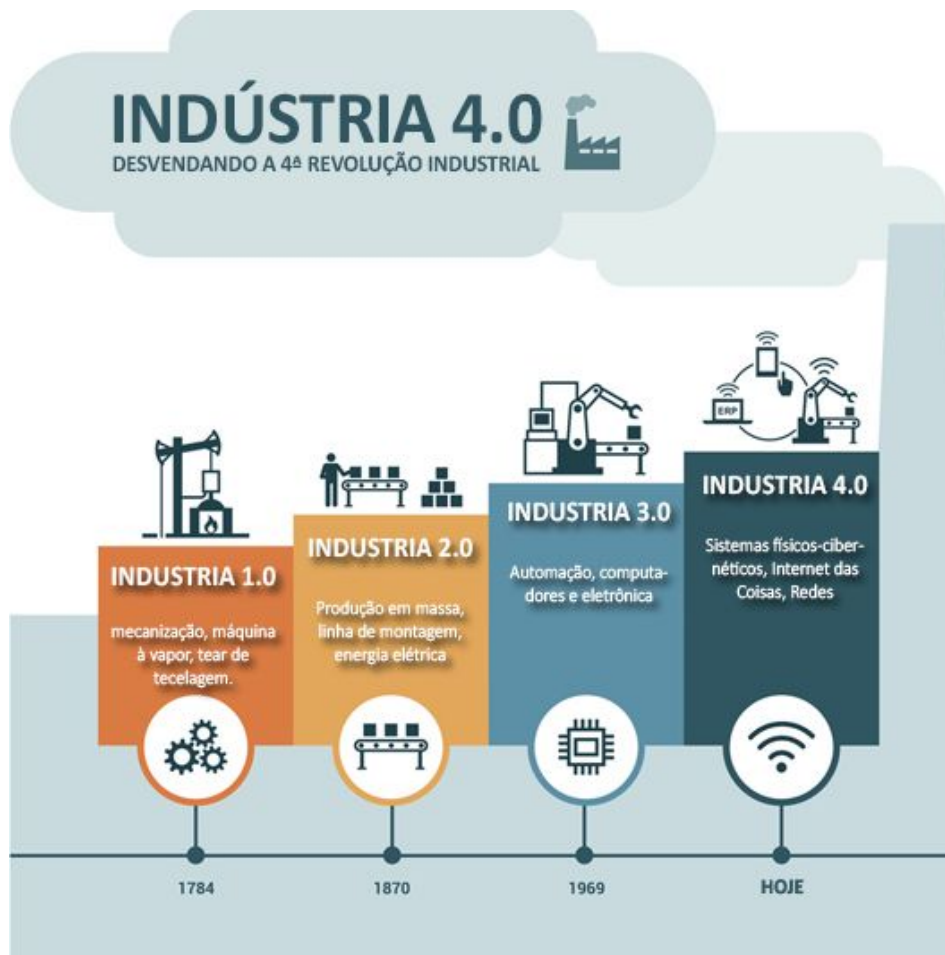 INDÚSTRIA 4.0
DESVENDANDO A 4ª REVOLUÇÃO INDUSTRIAL
INDUSTRIA 1.0
mecanização, máquina
à vapor, tear de
tecelagem.
INDUSTRIA 2.0
Produção em massa,
linha de montagem,
energia elétrica
INDUSTRIA 3.0
Automação, computa-
dores e eletrônica
ERP
INDUSTRIA 4.0
Sistemas físicos-ciber-
néticos, Internet das
Coisas, Redes
1784
1870
1969
HOJE